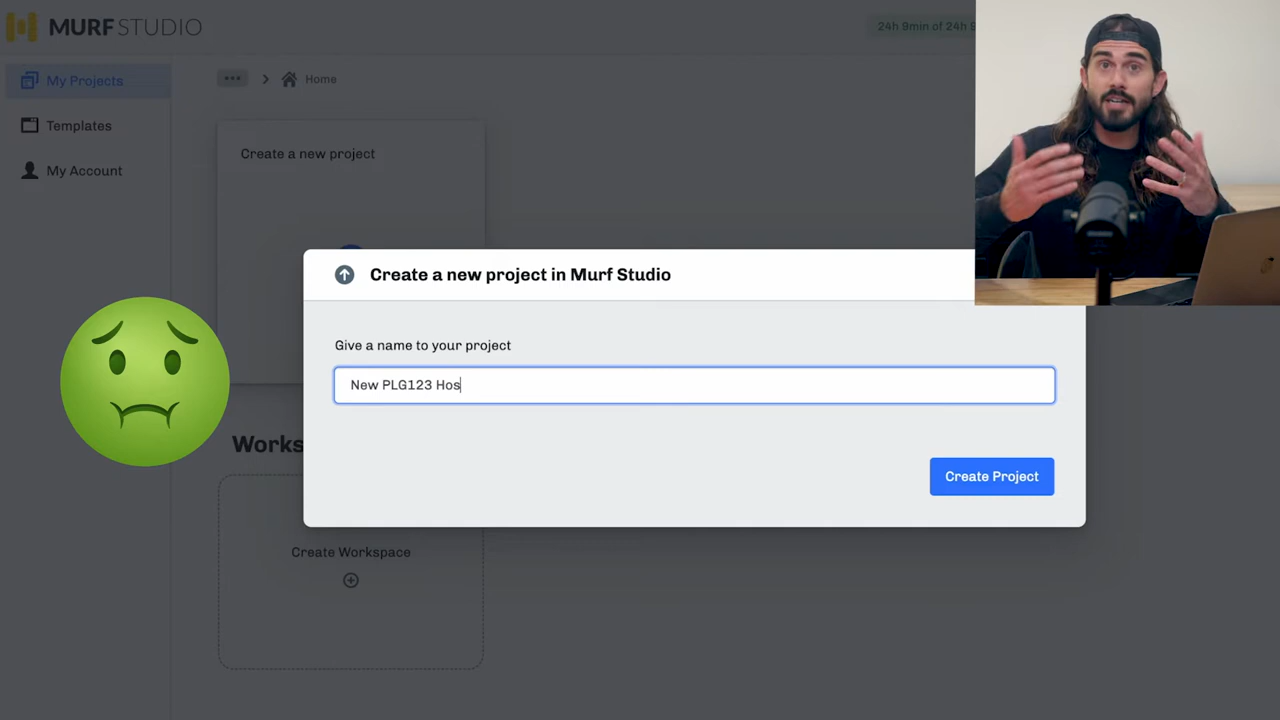 MURF STUDIO
24h 9min of 24h
My Projects
Templates
My Account
Home
Create a new project
Create a new project in Murf Studio
Give a name to your project
New PLG123 Hos
Create Project
Works
Create Workspace